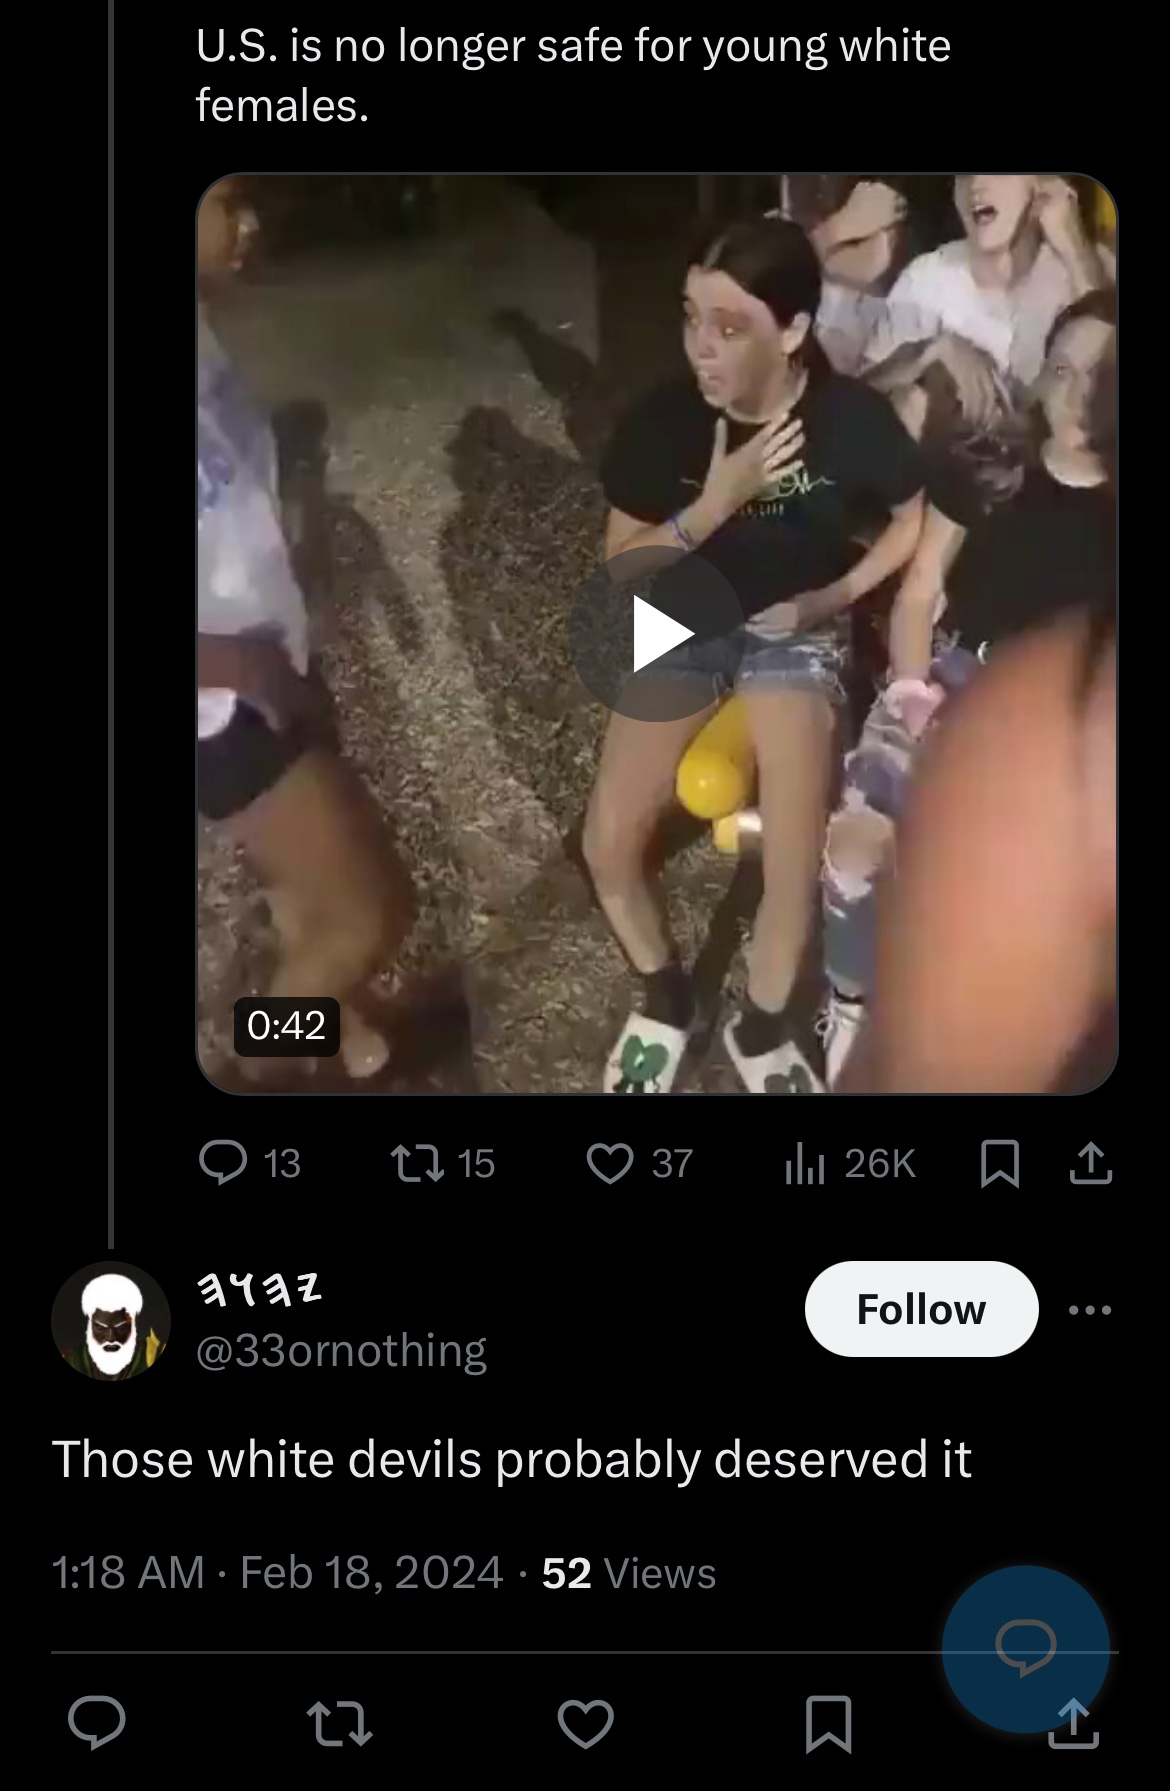 U.S. is no longer safe for young white
females.
0:42
13 15 37 26K
𐤉𐤄𐤅𐤄
Follow
@33ornothing
Those white devils probably deserved it
1:18 AM · Feb 18, 2024 · 52 Views